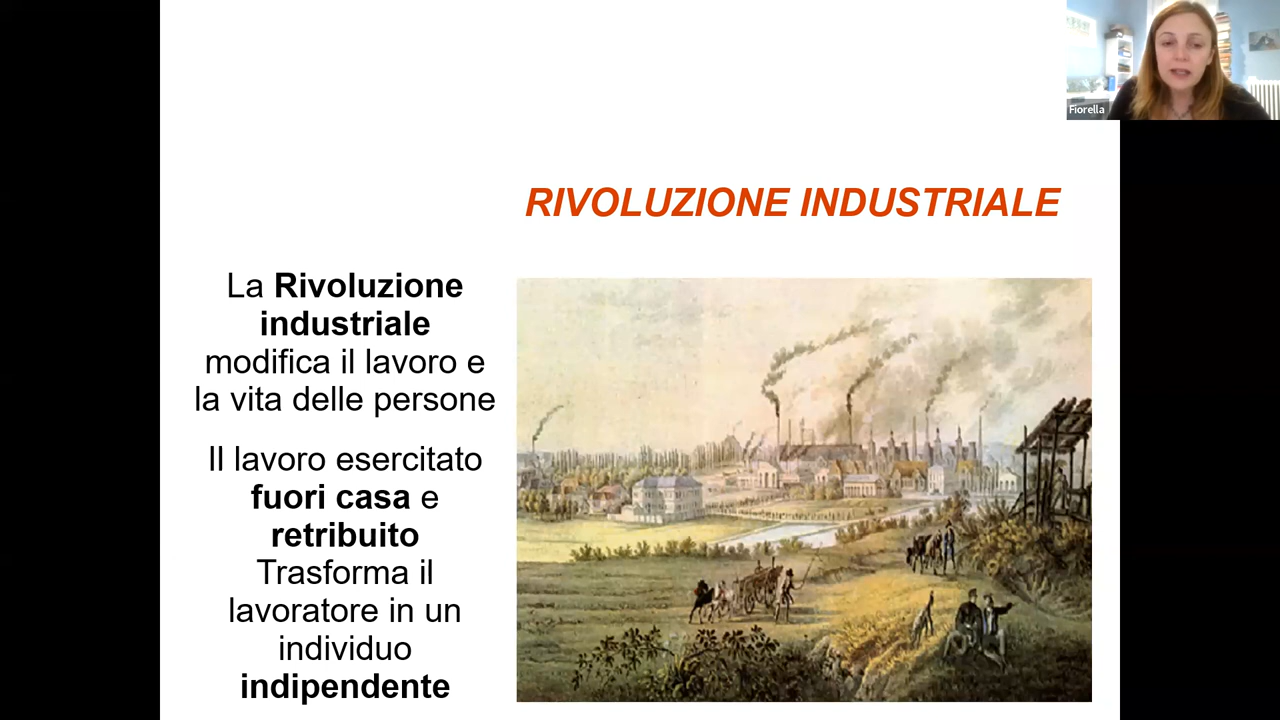 Fiorella
RIVOLUZIONE INDUSTRIALE
La Rivoluzione
industriale
modifica il lavoro e
la vita delle persone
Il lavoro esercitato
fuori casa e
retribuito
Trasforma il
lavoratore in un
individuo
indipendente